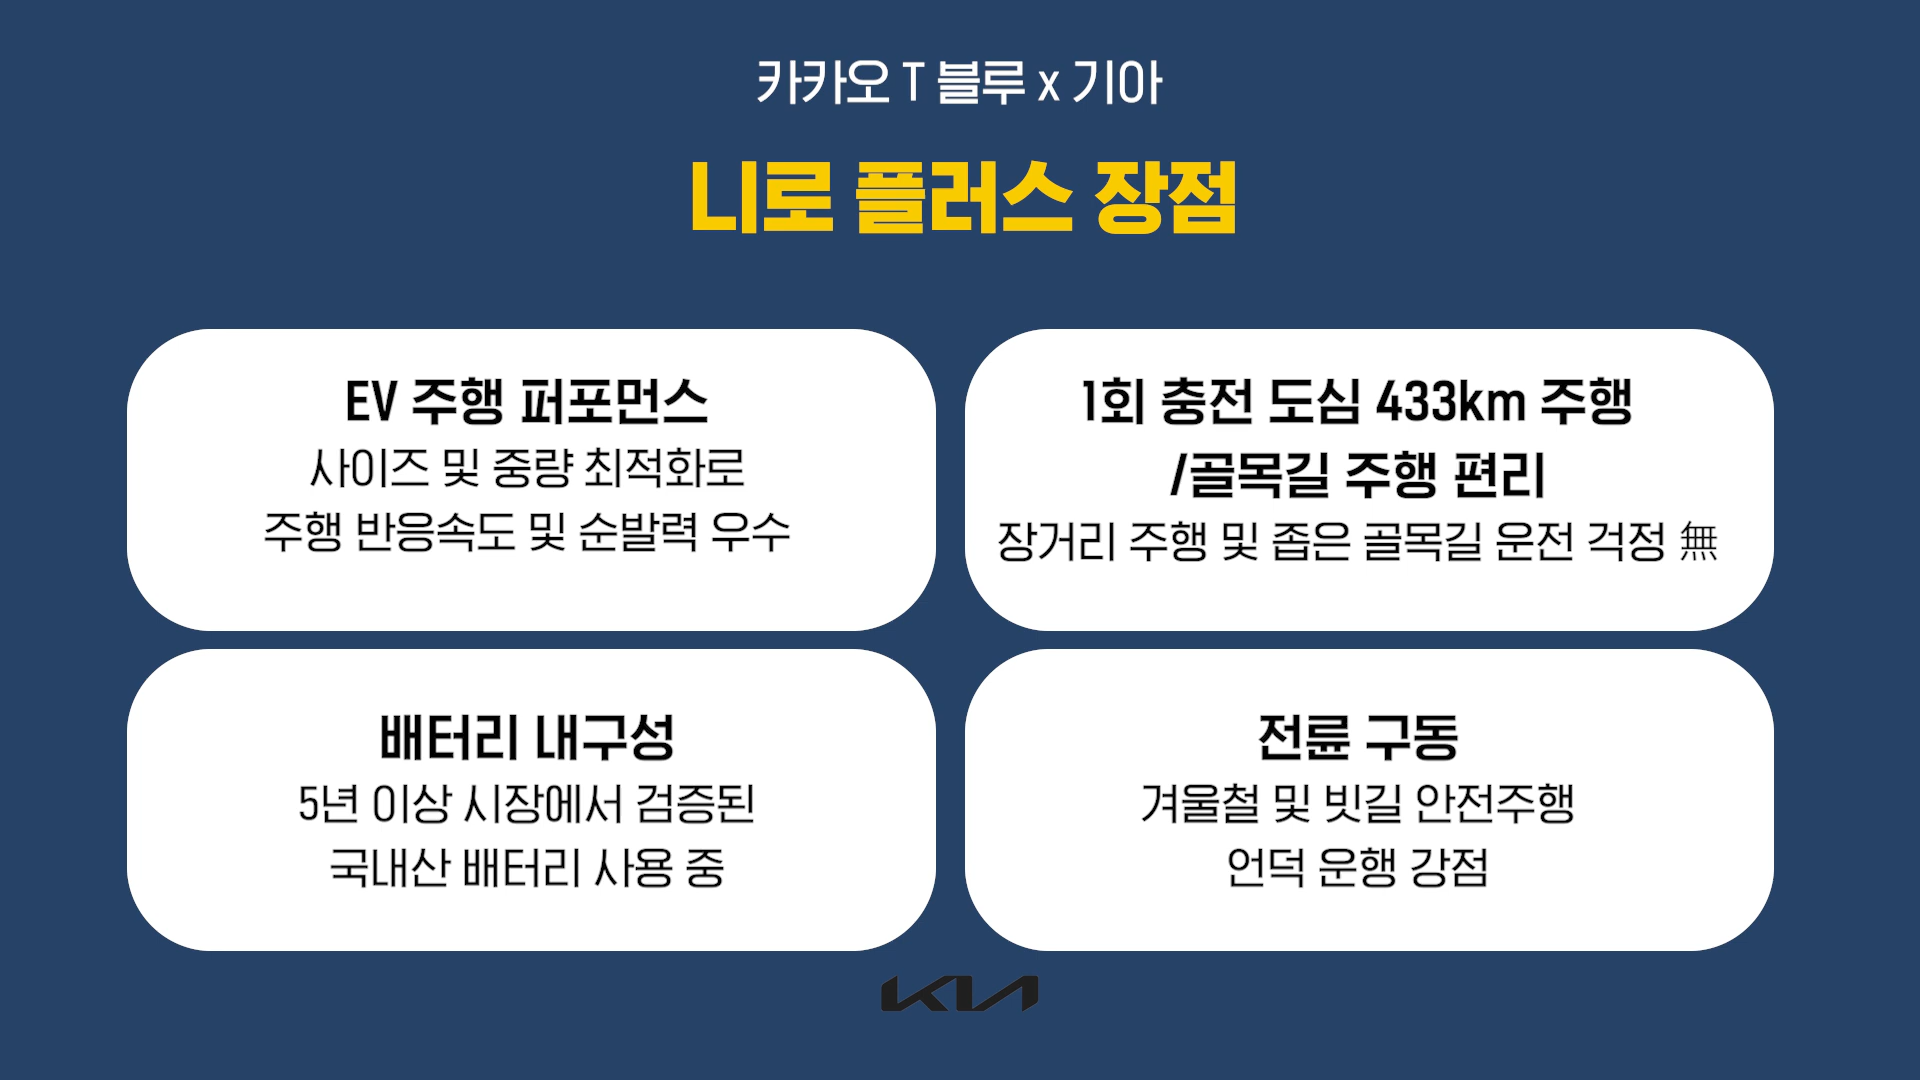 카카오 T 블루 x 기아
니로 플러스 장점
EV 주행 퍼포먼스
사이즈 및 중량 최적화로
주행 반응속도 및 순발력 우수
1회 충전 도심 433km 주행
/골목길 주행 편리
장거리 주행 및 좁은 골목길 운전 걱정 無
배터리 내구성
5년 이상 시장에서 검증된
국내산 배터리 사용 중
전륜 구동
겨울철 및 빗길 안전주행
언덕 운행 강점
KIA